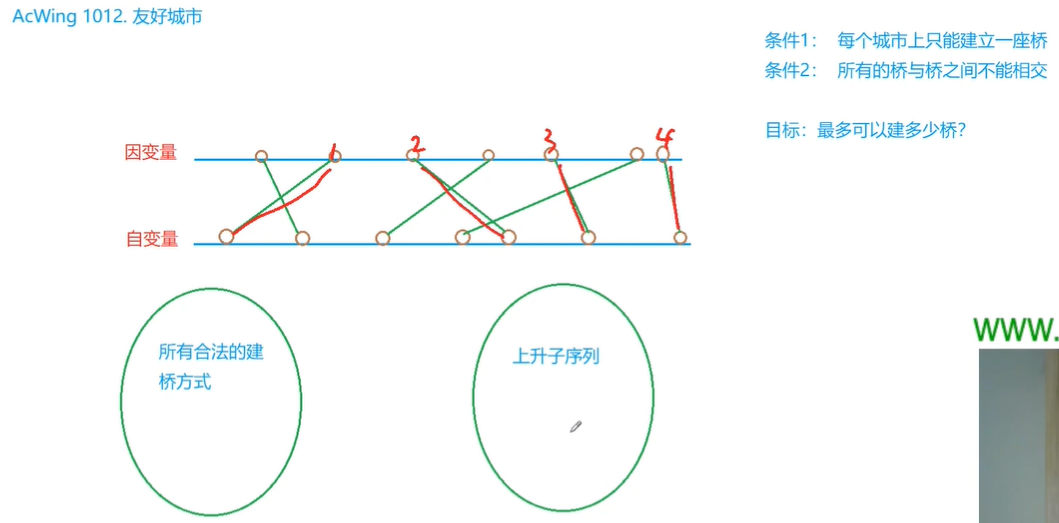 AcWing 1012. 友好城市
条件1： 每个城市上只能建立一座桥
条件2： 所有的桥与桥之间不能相交
目标：最多可以建多少桥？
1 2 3 4
因变量
自变量
所有合法的建
桥方式
上升子序列
WWW.